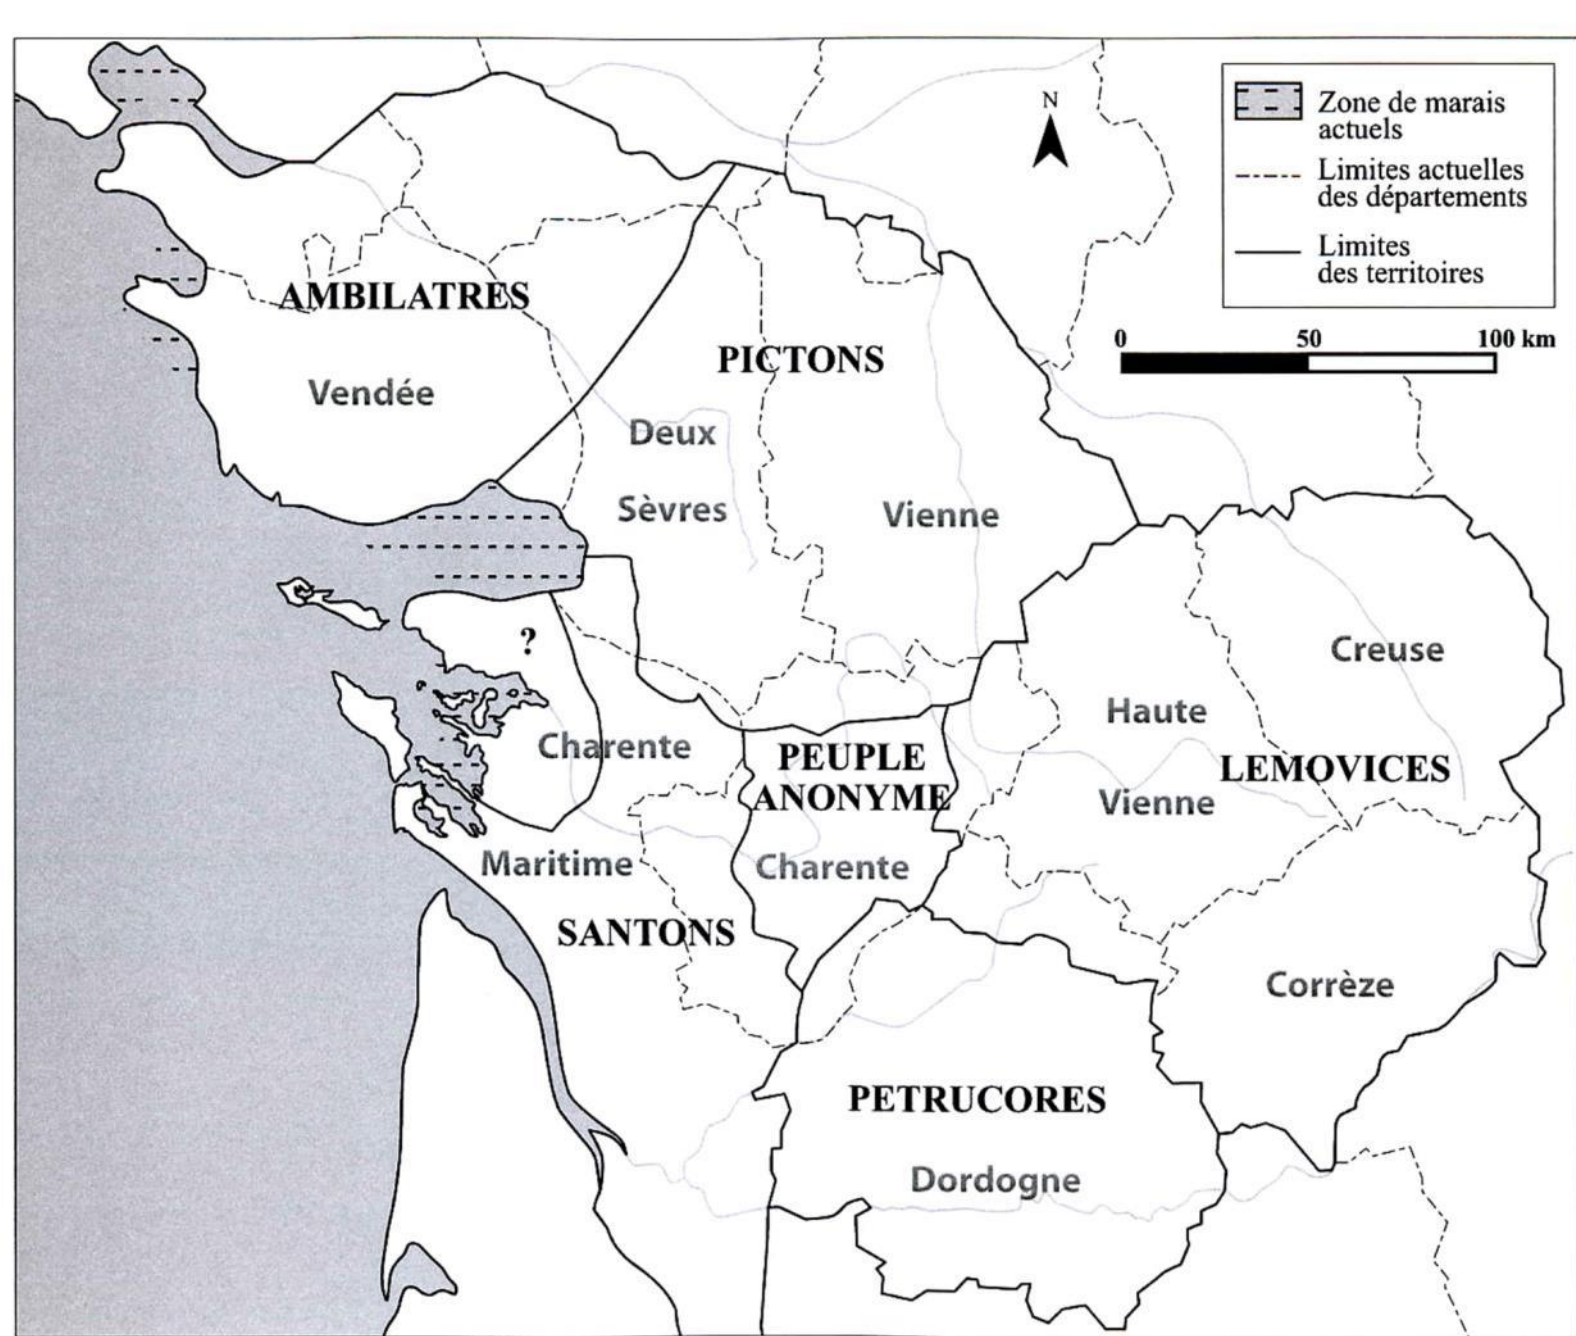 N
Zone de marais
actuels
Limites actuelles
des départements
Limites
des territoires
0 50 100 km
AMBILATRES
Vendée
PICTONS
Deux
Sèvres
Vienne
?
Creuse
Haute
Vienne
LEMOVICES
Charente
Maritime
PEUPLE
ANONYME
Charente
SANTONS
Corrèze
PETRUCORES
Dordogne